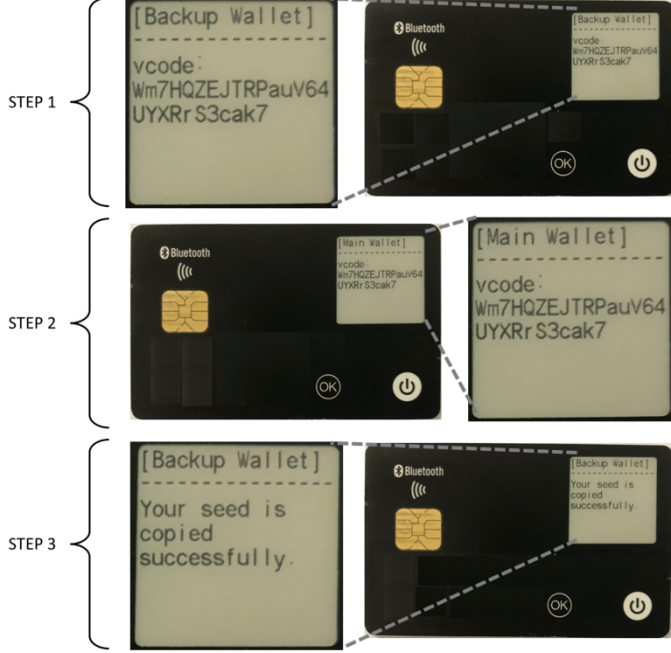 STEP 1
[Backup Wallet]
vcode:
Wm7HQZEJTRPauV64
UYXRrS3cak7
Bluetooth
[Backup Wallet]
vcode:
Wm7HQZEJTRPauV64
UYXRrS3cak7
OK
STEP 2
Bluetooth
[Main Wallet]
vcode:
Wm7HQZEJTRPauV64
UYXRrS3cak7
OK
[Main Wallet]
vcode:
Wm7HQZEJTRPauV64
UYXRrS3cak7
STEP 3
[Backup Wallet]
Your seed is
copied
successfully.
Bluetooth
[Backup Wallet]
Your seed is
copied
successfully.
OK